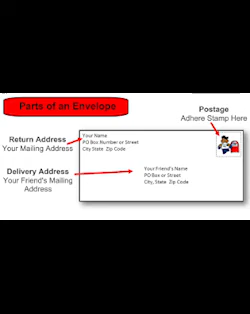 Parts of an Envelope
Postage
Adhere Stamp Here
Return Address
Your Mailing Address
Your Name
PO Box Number or Street
City, State Zip Code
Delivery Address
Your Friend's Mailing
Address
Your Friend's Name
PO Box or Street
City, State Zip Code